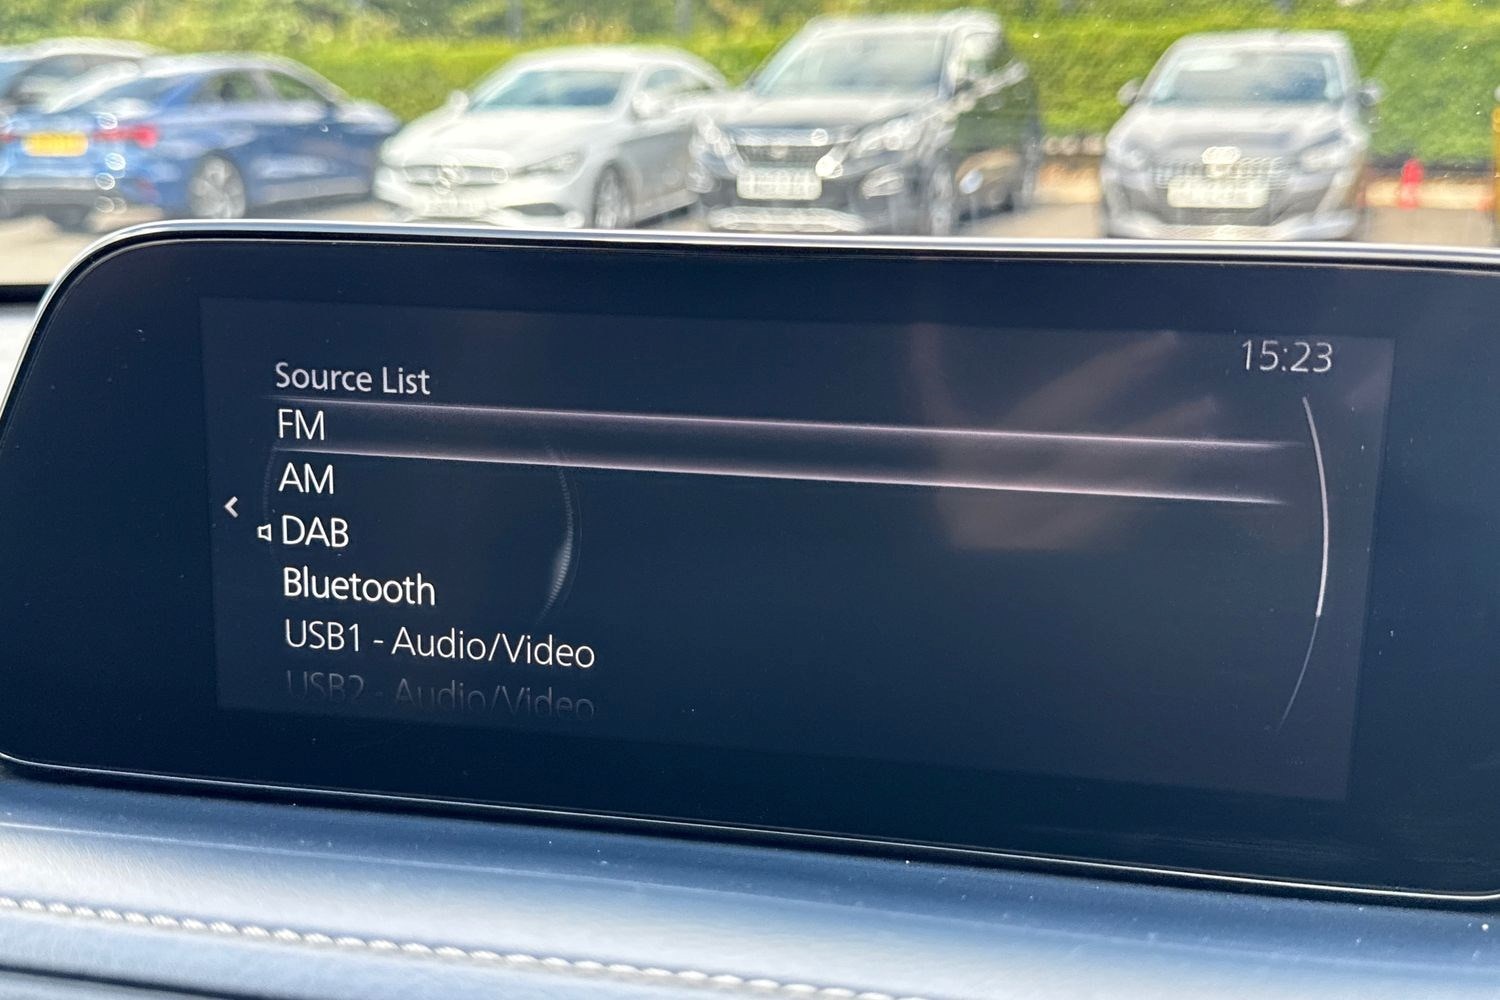 15:23
Source List
FM
AM
DAB
Bluetooth
USB1 - Audio/Video
USB2 - Audio/Video